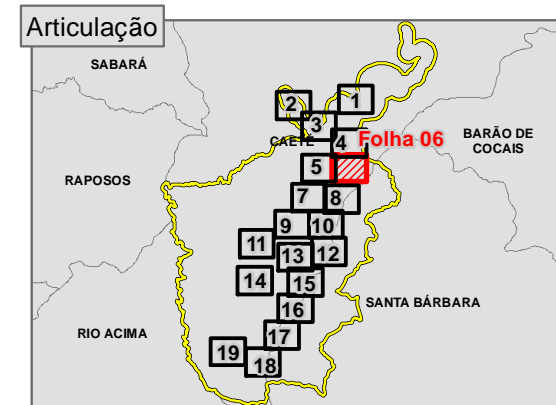 Articulação
SABARÁ
1
2
3
CAETÉ
4
Folha 06
BARÃO DE
COCAIS
5
RAPOSOS
7
8
9
10
11
12
13
14
15
SANTA BÁRBARA
16
RIO ACIMA
17
19
18